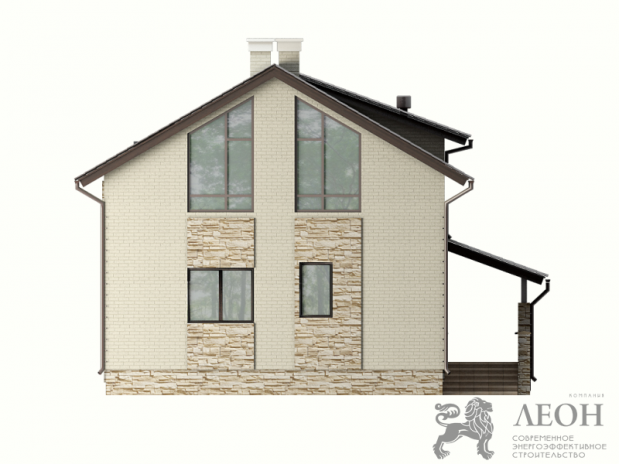 КОМПАНИЯ
ЛЕОН
СОВРЕМЕННОЕ
ЭНЕРГОЭФФЕКТИВНОЕ
СТРОИТЕЛЬСТВО